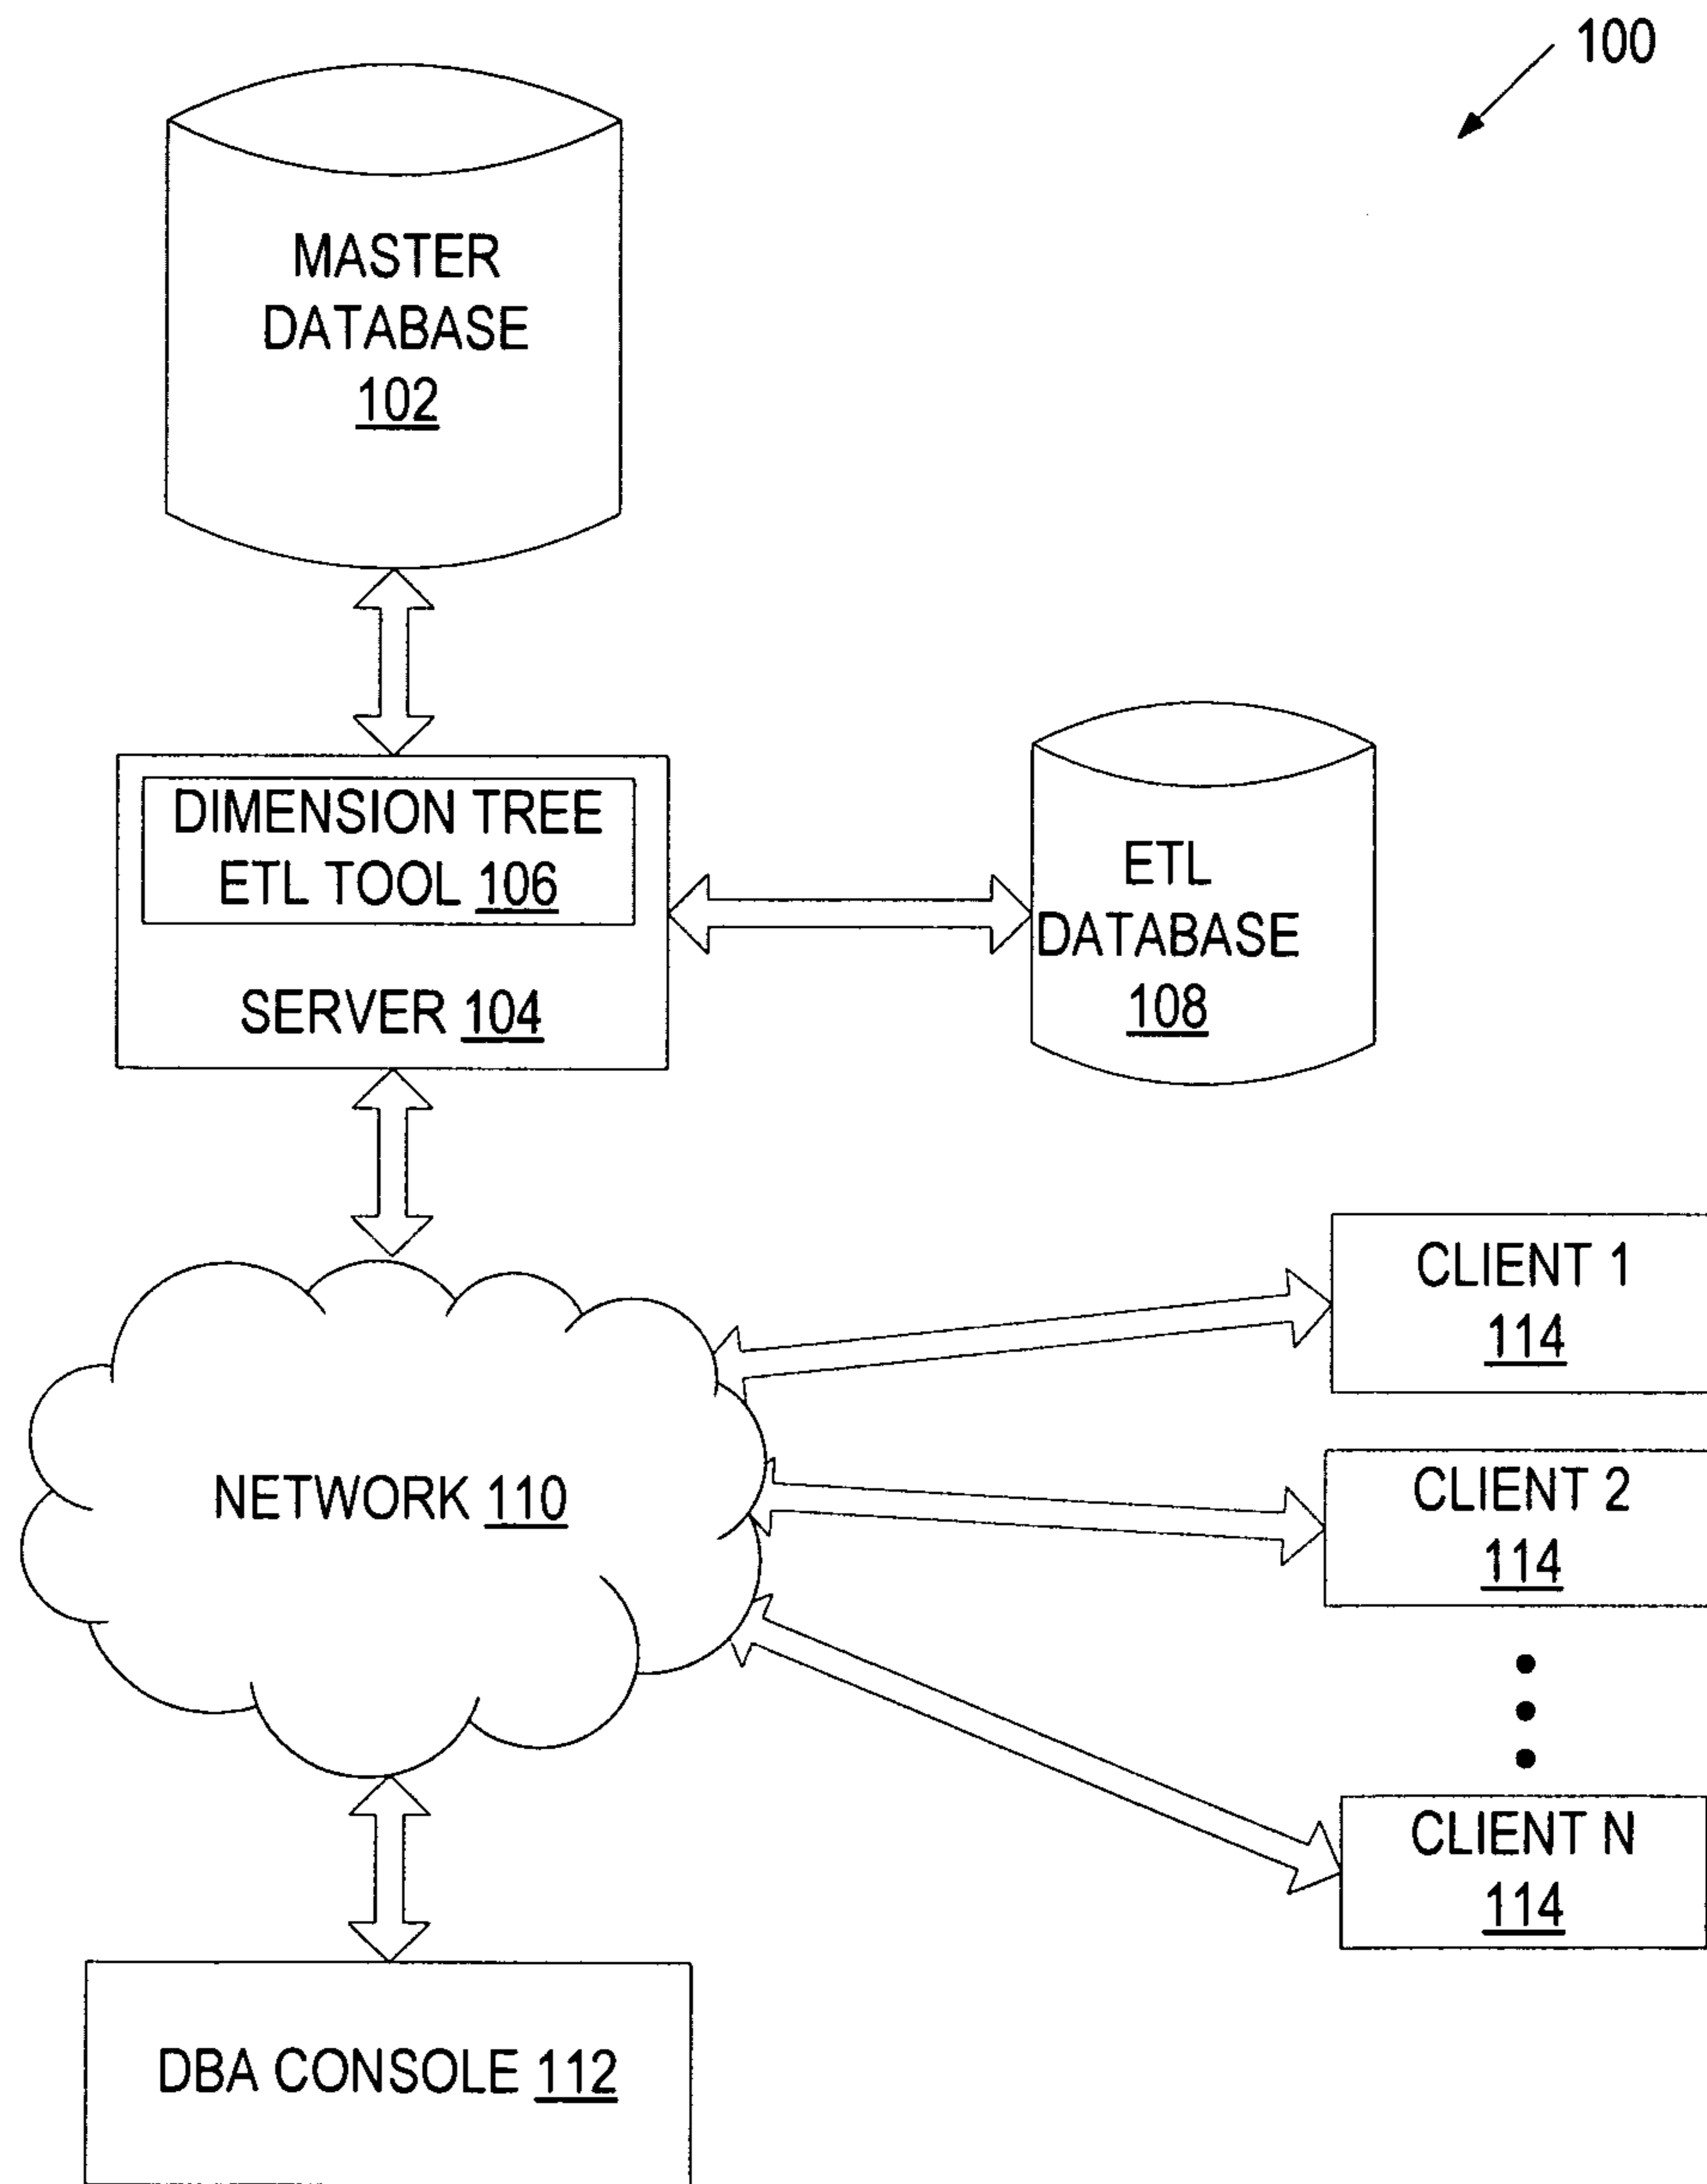 100
MASTER
DATABASE
102
DIMENSION TREE
ETL TOOL 106
SERVER 104
ETL
DATABASE
108
CLIENT 1
114
NETWORK 110
CLIENT 2
114
CLIENT N
114
DBA CONSOLE 112